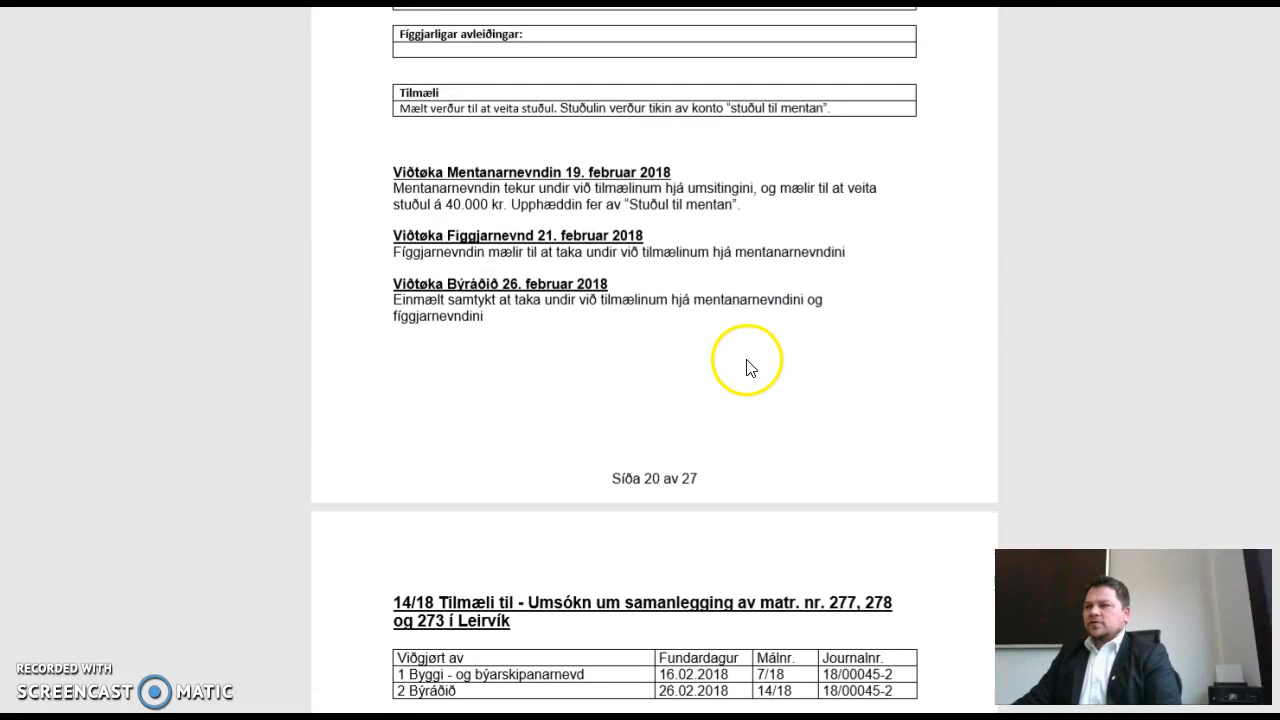 Fíggjarligar avleiðingar:
Tilmæli
Mælt verður til at veita stuðul. Stuðulin verður tikin av konto “stuðul til mentan”.
Viðtøka Mentanarnevndin 19. februar 2018
Mentanarnevndin tekur undir við tilmælinum hjá umsitingini, og mælir til at veita
stuðul á 40.000 kr. Upphæddin fer av “Stuðul til mentan”.
Viðtøka Fíggjarnevnd 21. februar 2018
Fíggjarnevndin mælir til at taka undir við tilmælinum hjá mentanarnevndini
Viðtøka Býráðið 26. februar 2018
Einmælt samtykt at taka undir við tilmælinum hjá mentanarnevndini og
fíggjarnevndini
Síða 20 av 27
14/18 Tilmæli til - Umsókn um samanlegging av matr. nr. 277, 278
og 273 í Leirvík
Viðgjørt av Fundardagur Málnr. Journalnr.
1 Byggi - og býarskipanarnevd 16.02.2018 7/18 18/00045-2
2 Býráðið 26.02.2018 14/18 18/00045-2
RECORDED WITH
SCREENCAST MATIC